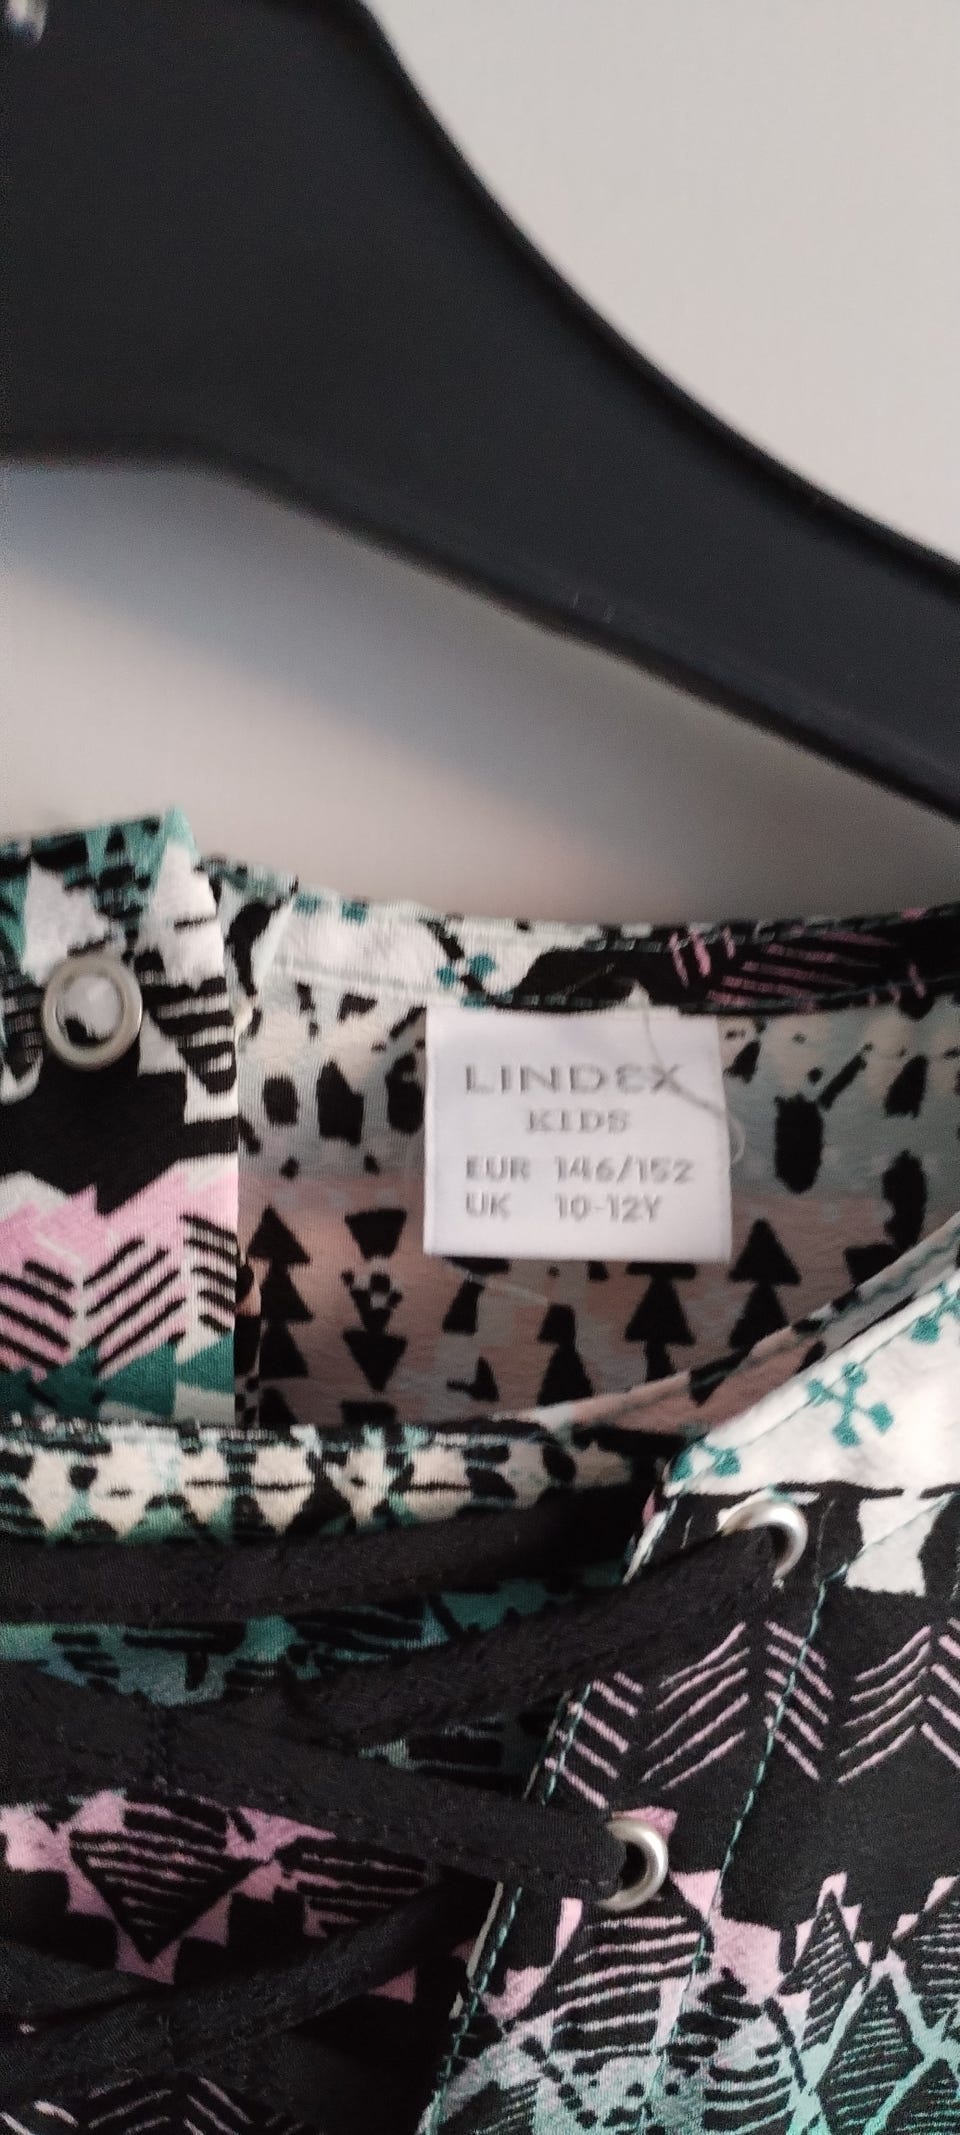 LINDEX
KIDS
EUR 146/152
UK 10-12Y